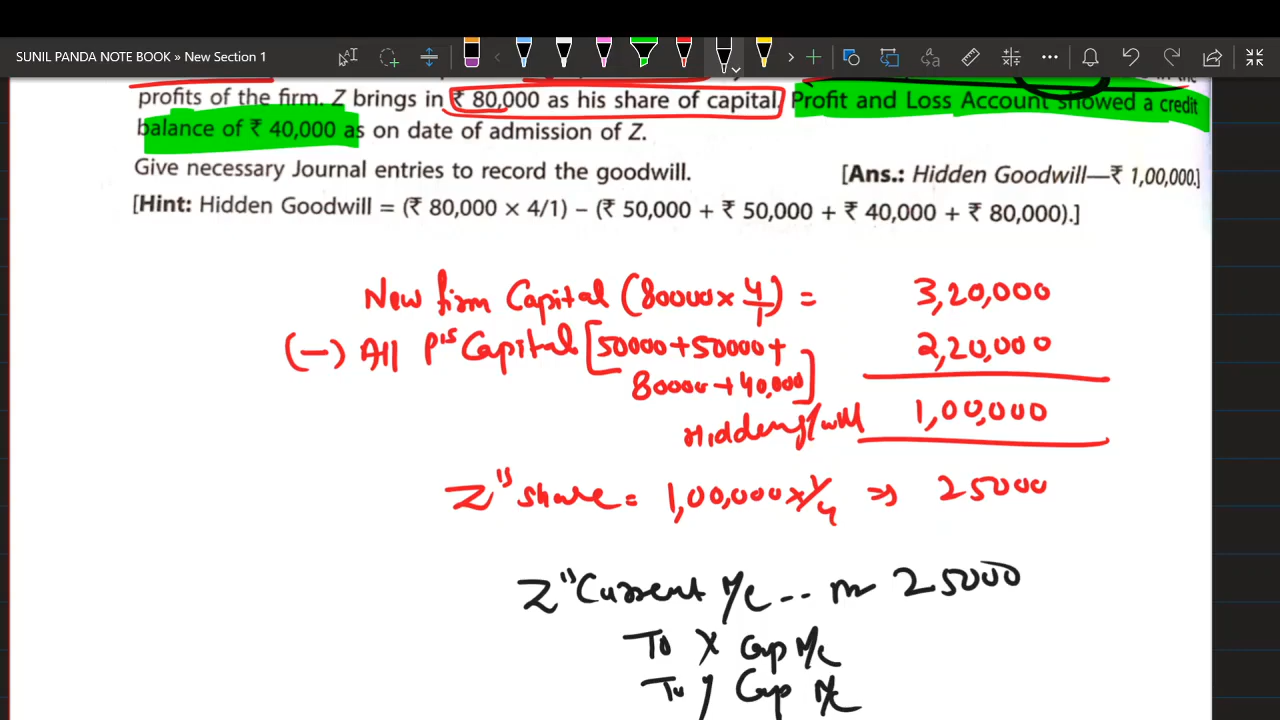 SUNIL PANDA NOTE BOOK » New Section 1
profits of the firm. Z brings in ₹ 80,000 as his share of capital. Profit and Loss Account showed a credit
balance of ₹ 40,000 as on date of admission of Z.
Give necessary Journal entries to record the goodwill. [Ans.: Hidden Goodwill—₹ 1,00,000.]
[Hint: Hidden Goodwill = (₹ 80,000 × 4/1) – (₹ 50,000 + ₹ 50,000 + ₹ 40,000 + ₹ 80,000).]
New firm Capital (80000 x 4/1) = 3,20,000
(-) All P's Capital [50000+50000+ 2,20,000
80000+40,000]
Hidden g/will 1,00,000
Z's share = 1,00,000 x 1/4 => 25000
Z's Current A/c -- Dr 25000
To X Cap A/c
To Y Cap A/c